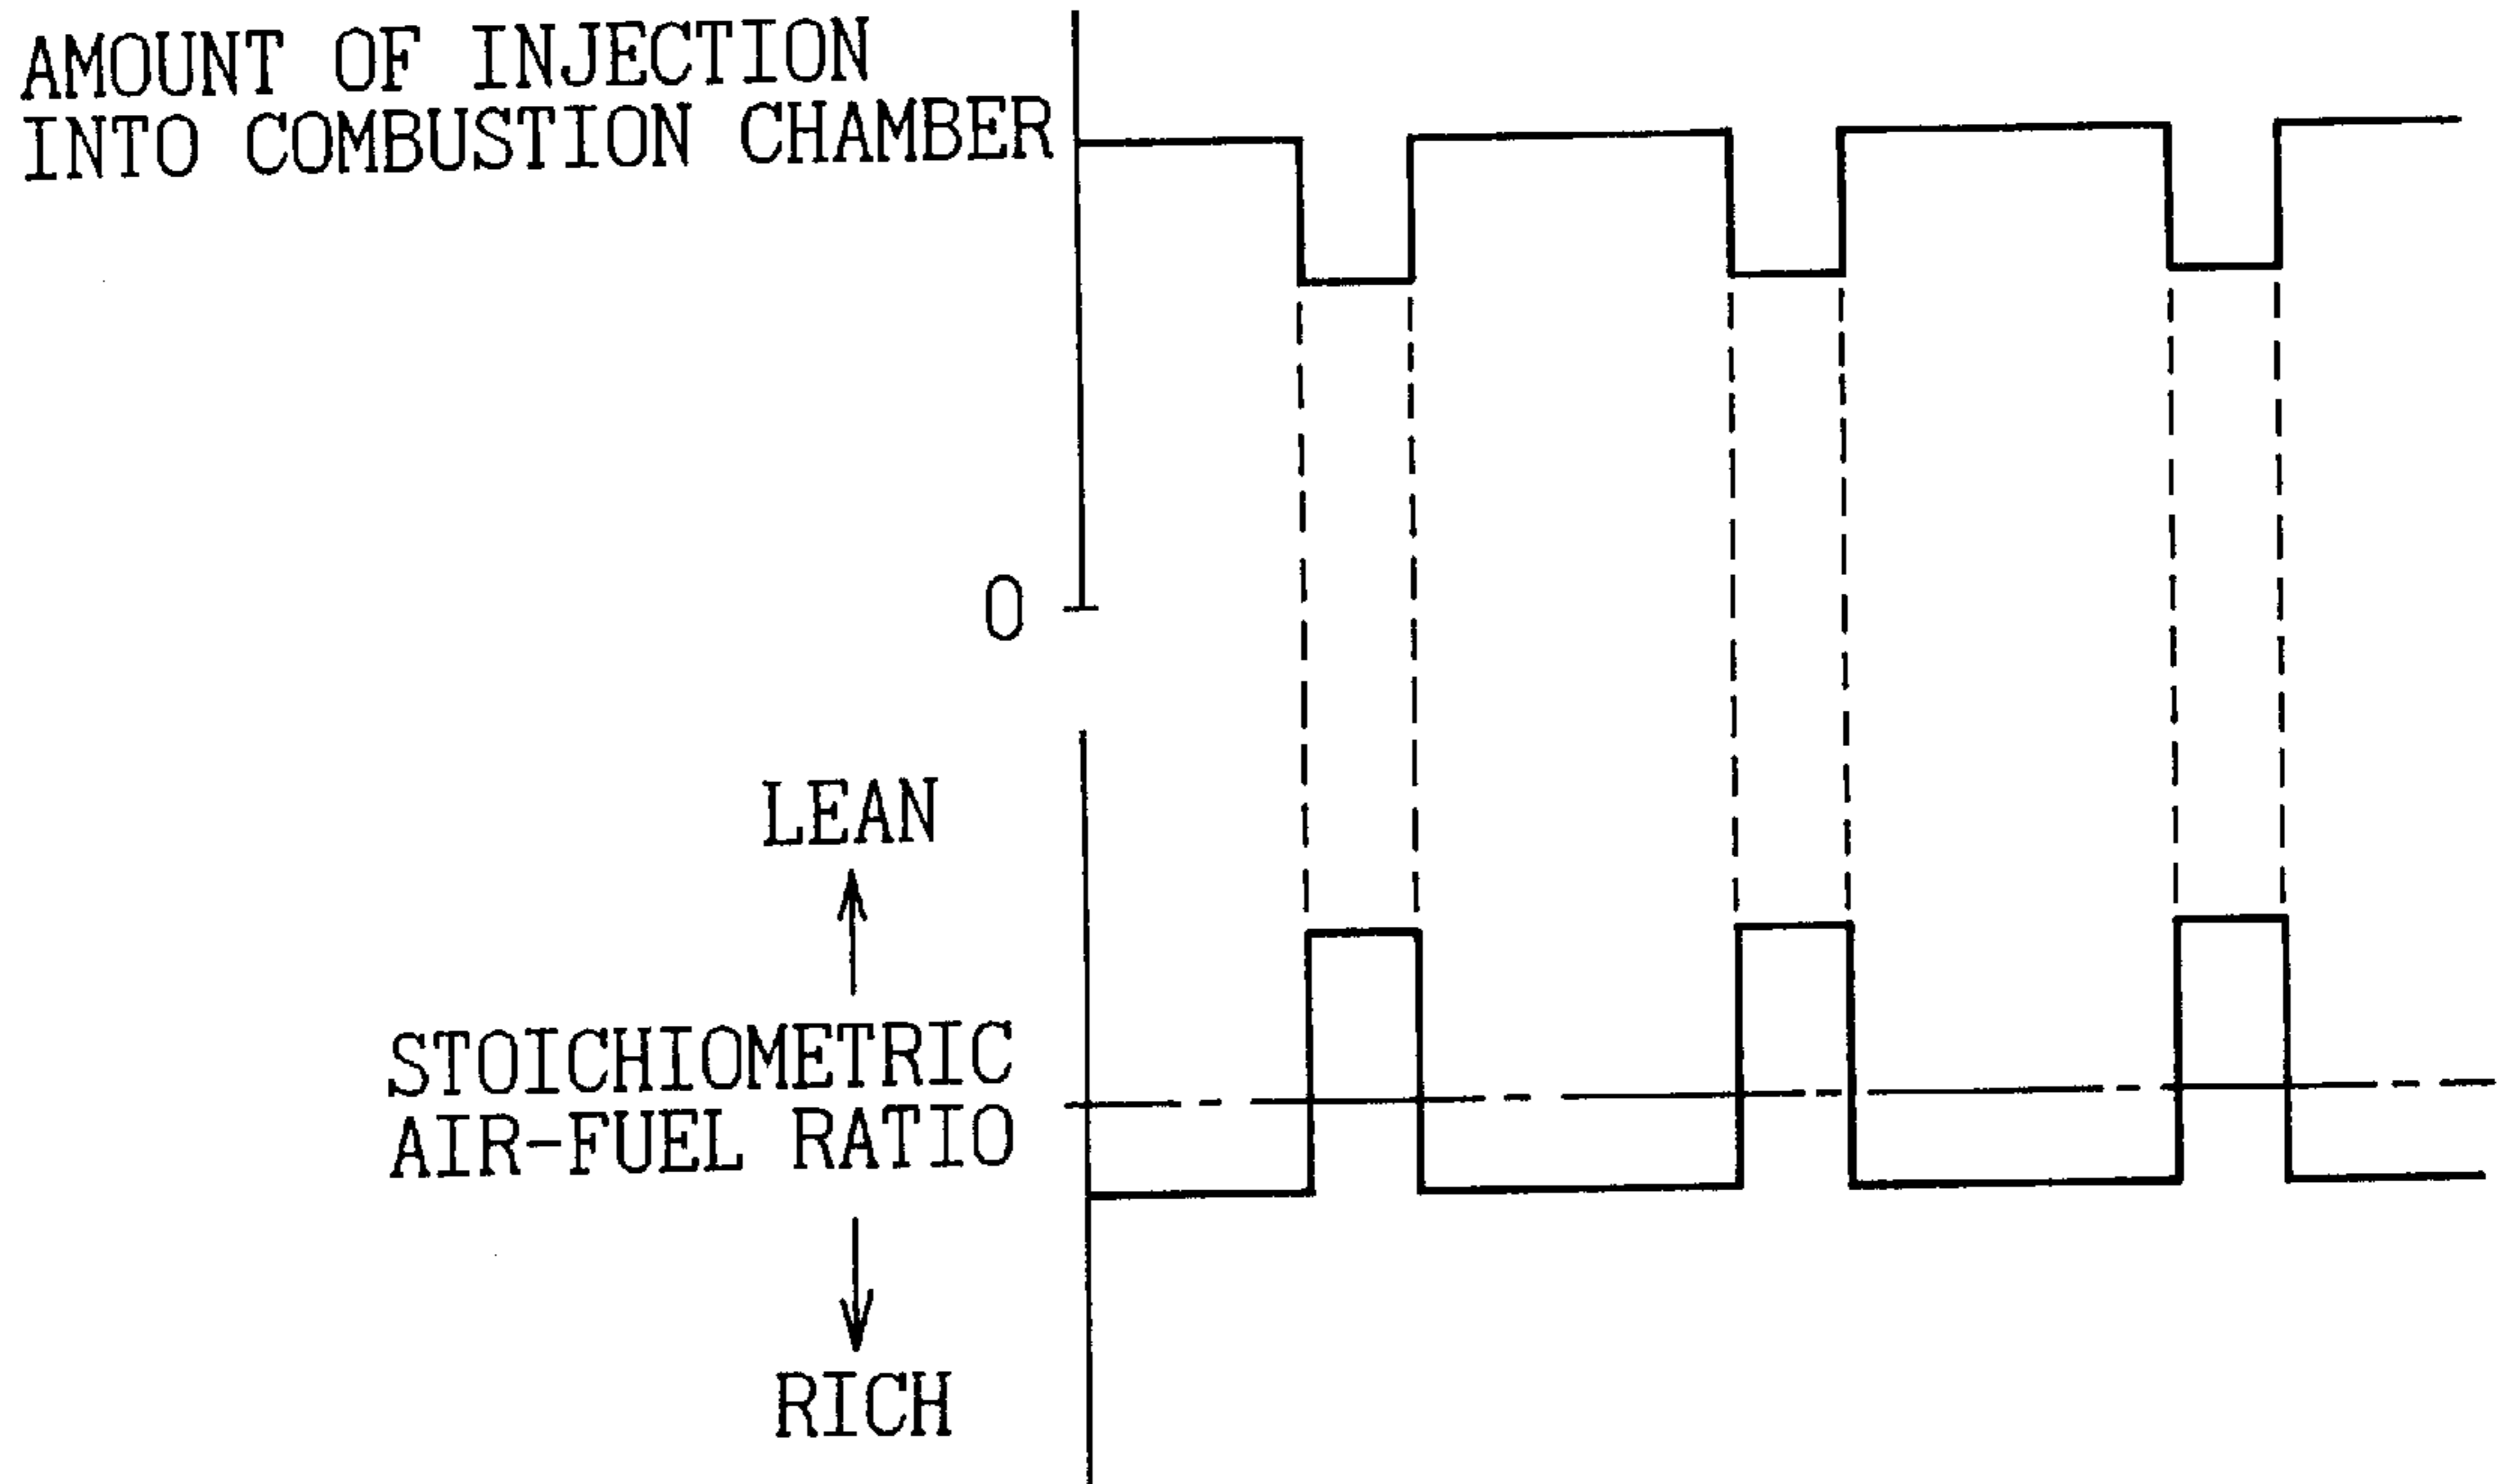 AMOUNT OF INJECTION
INTO COMBUSTION CHAMBER
0
LEAN
STOICHIOMETRIC
AIR-FUEL RATIO
RICH